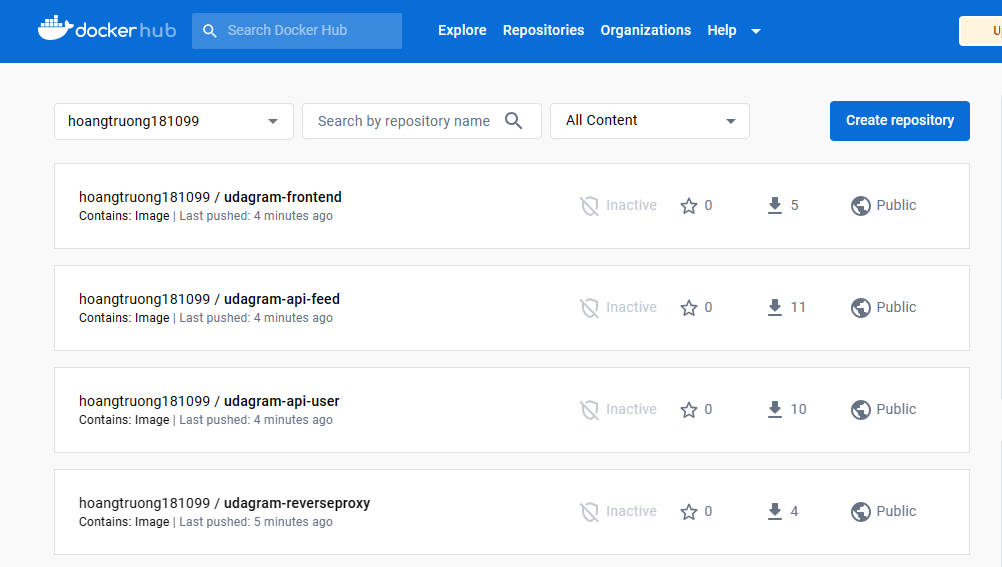 dockerhub
Search Docker Hub
Explore Repositories Organizations Help
hoangtruong181099
Search by repository name
All Content
Create repository
hoangtruong181099 / udagram-frontend
Contains: Image | Last pushed: 4 minutes ago
Inactive 0 5 Public
hoangtruong181099 / udagram-api-feed
Contains: Image | Last pushed: 4 minutes ago
Inactive 0 11 Public
hoangtruong181099 / udagram-api-user
Contains: Image | Last pushed: 4 minutes ago
Inactive 0 10 Public
hoangtruong181099 / udagram-reverseproxy
Contains: Image | Last pushed: 5 minutes ago
Inactive 0 4 Public